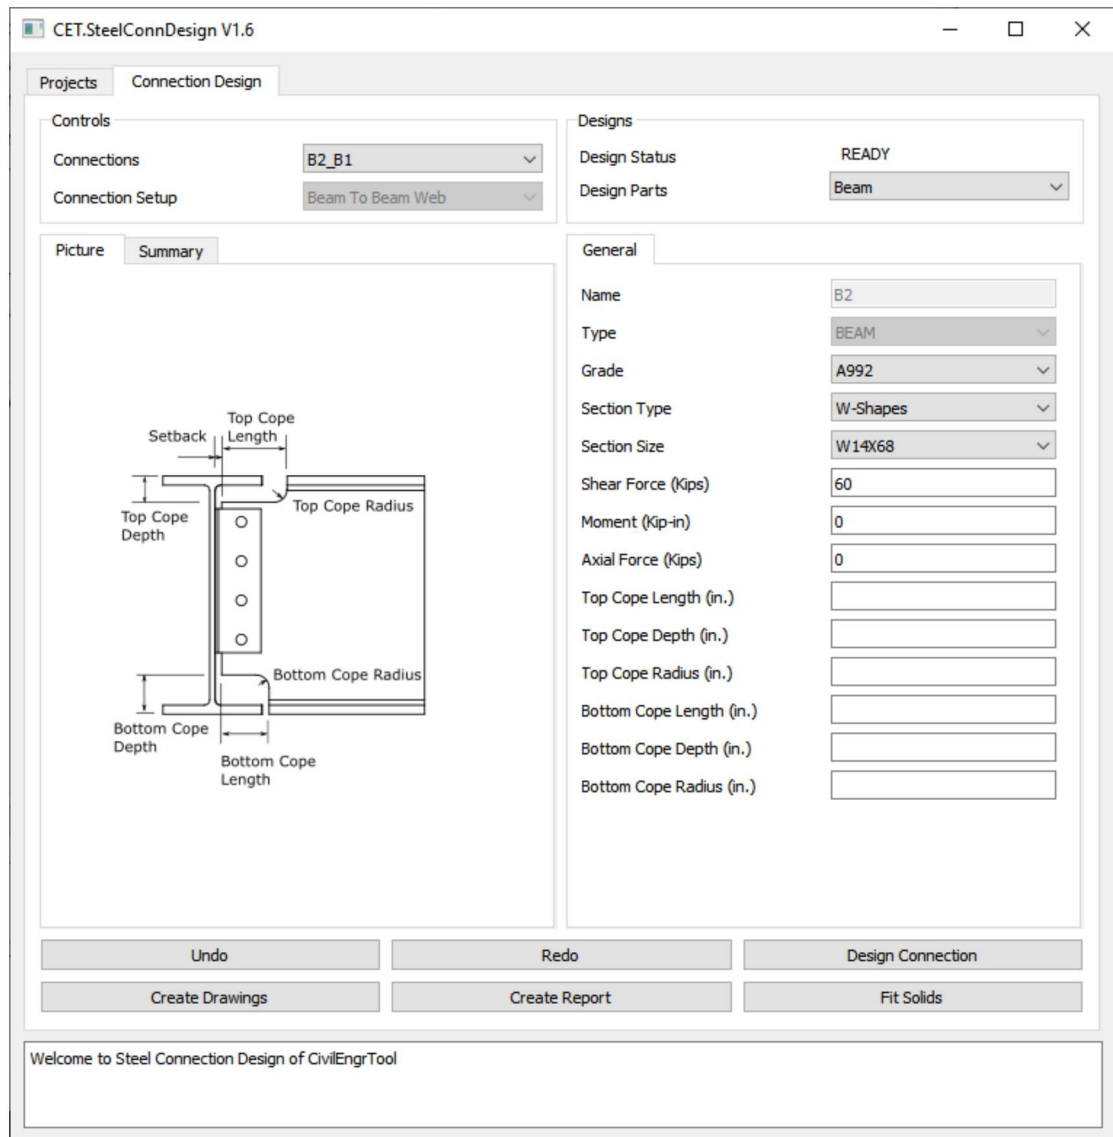 CET.SteelConnDesign V1.6
Projects
Connection Design
Controls
Connections
B2_B1
Connection Setup
Beam To Beam Web
Designs
Design Status
READY
Design Parts
Beam
Picture
Summary
Top Cope
Setback
Length
Top Cope Radius
Top Cope
Depth
Bottom Cope Radius
Bottom Cope
Depth
Bottom Cope
Length
General
Name
B2
Type
BEAM
Grade
A992
Section Type
W-Shapes
Section Size
W14X68
Shear Force (Kips)
60
Moment (Kip-in)
0
Axial Force (Kips)
0
Top Cope Length (in.)
Top Cope Depth (in.)
Top Cope Radius (in.)
Bottom Cope Length (in.)
Bottom Cope Depth (in.)
Bottom Cope Radius (in.)
Undo
Redo
Design Connection
Create Drawings
Create Report
Fit Solids
Welcome to Steel Connection Design of CivilEngrTool